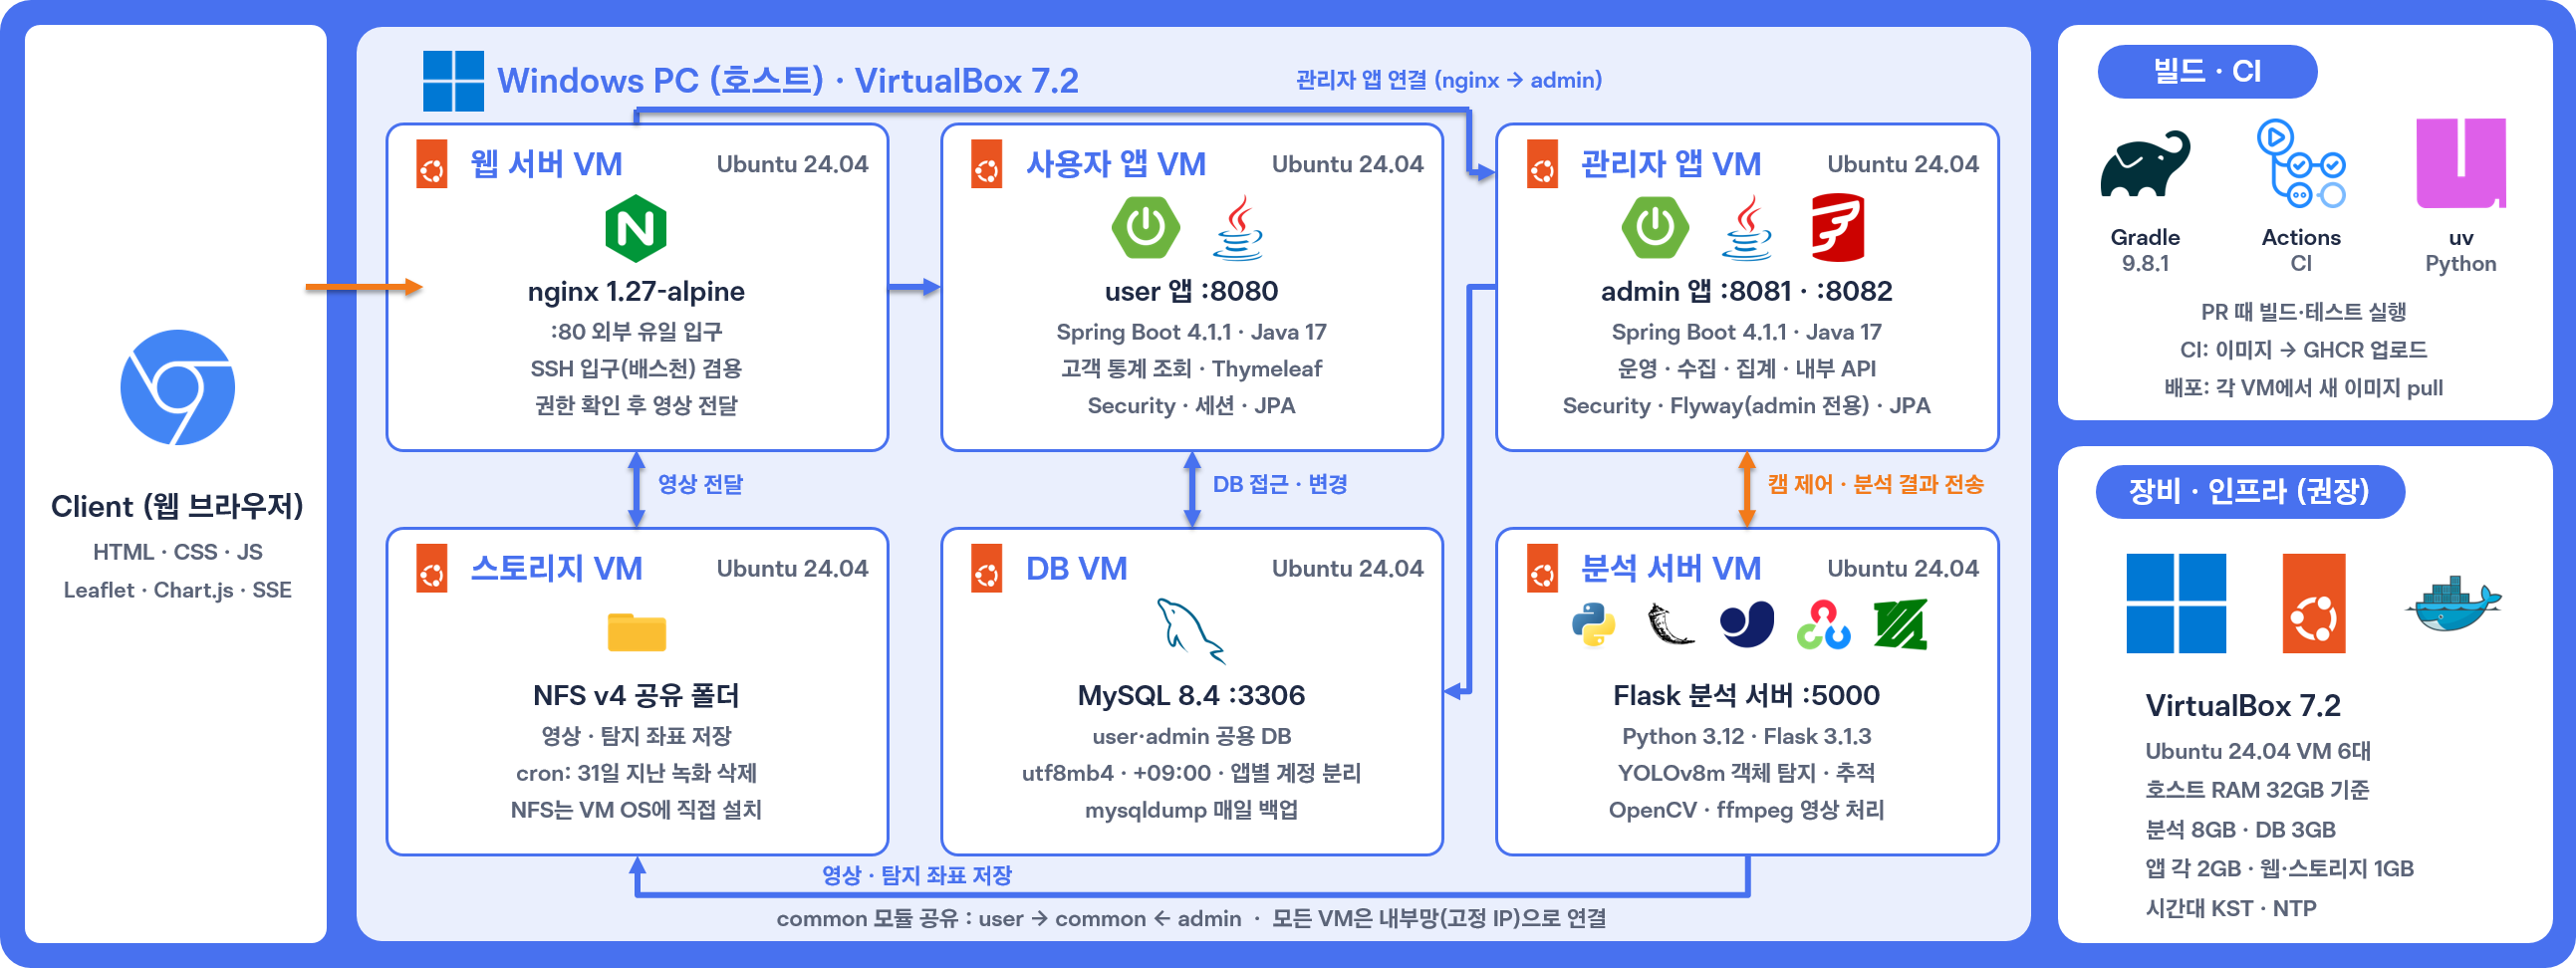 Windows PC (호스트) · VirtualBox 7.2
관리자 앱 연결 (nginx → admin)
Client (웹 브라우저)
HTML · CSS · JS
Leaflet · Chart.js · SSE
웹 서버 VM
Ubuntu 24.04
nginx 1.27-alpine
:80 외부 유일 입구
SSH 입구(배스천) 겸용
권한 확인 후 영상 전달
사용자 앱 VM
Ubuntu 24.04
user 앱 :8080
Spring Boot 4.1.1 · Java 17
고객 통계 조회 · Thymeleaf
Security · 세션 · JPA
관리자 앱 VM
Ubuntu 24.04
admin 앱 :8081 · :8082
Spring Boot 4.1.1 · Java 17
운영 · 수집 · 집계 · 내부 API
Security · Flyway(admin 전용) · JPA
영상 전달
DB 접근 · 변경
캠 제어 · 분석 결과 전송
스토리지 VM
Ubuntu 24.04
NFS v4 공유 폴더
영상 · 탐지 좌표 저장
cron: 31일 지난 녹화 삭제
NFS는 VM OS에 직접 설치
DB VM
Ubuntu 24.04
MySQL 8.4 :3306
user·admin 공용 DB
utf8mb4 · +09:00 · 앱별 계정 분리
mysqldump 매일 백업
분석 서버 VM
Ubuntu 24.04
Flask 분석 서버 :5000
Python 3.12 · Flask 3.1.3
YOLOv8m 객체 탐지 · 추적
OpenCV · ffmpeg 영상 처리
영상 · 탐지 좌표 저장
common 모듈 공유 : user → common ← admin · 모든 VM은 내부망(고정 IP)으로 연결
빌드 · CI
Gradle
9.8.1
Actions
CI
uv
Python
PR 때 빌드·테스트 실행
CI: 이미지 → GHCR 업로드
배포: 각 VM에서 새 이미지 pull
장비 · 인프라 (권장)
VirtualBox 7.2
Ubuntu 24.04 VM 6대
호스트 RAM 32GB 기준
분석 8GB · DB 3GB
앱 각 2GB · 웹·스토리지 1GB
시간대 KST · NTP